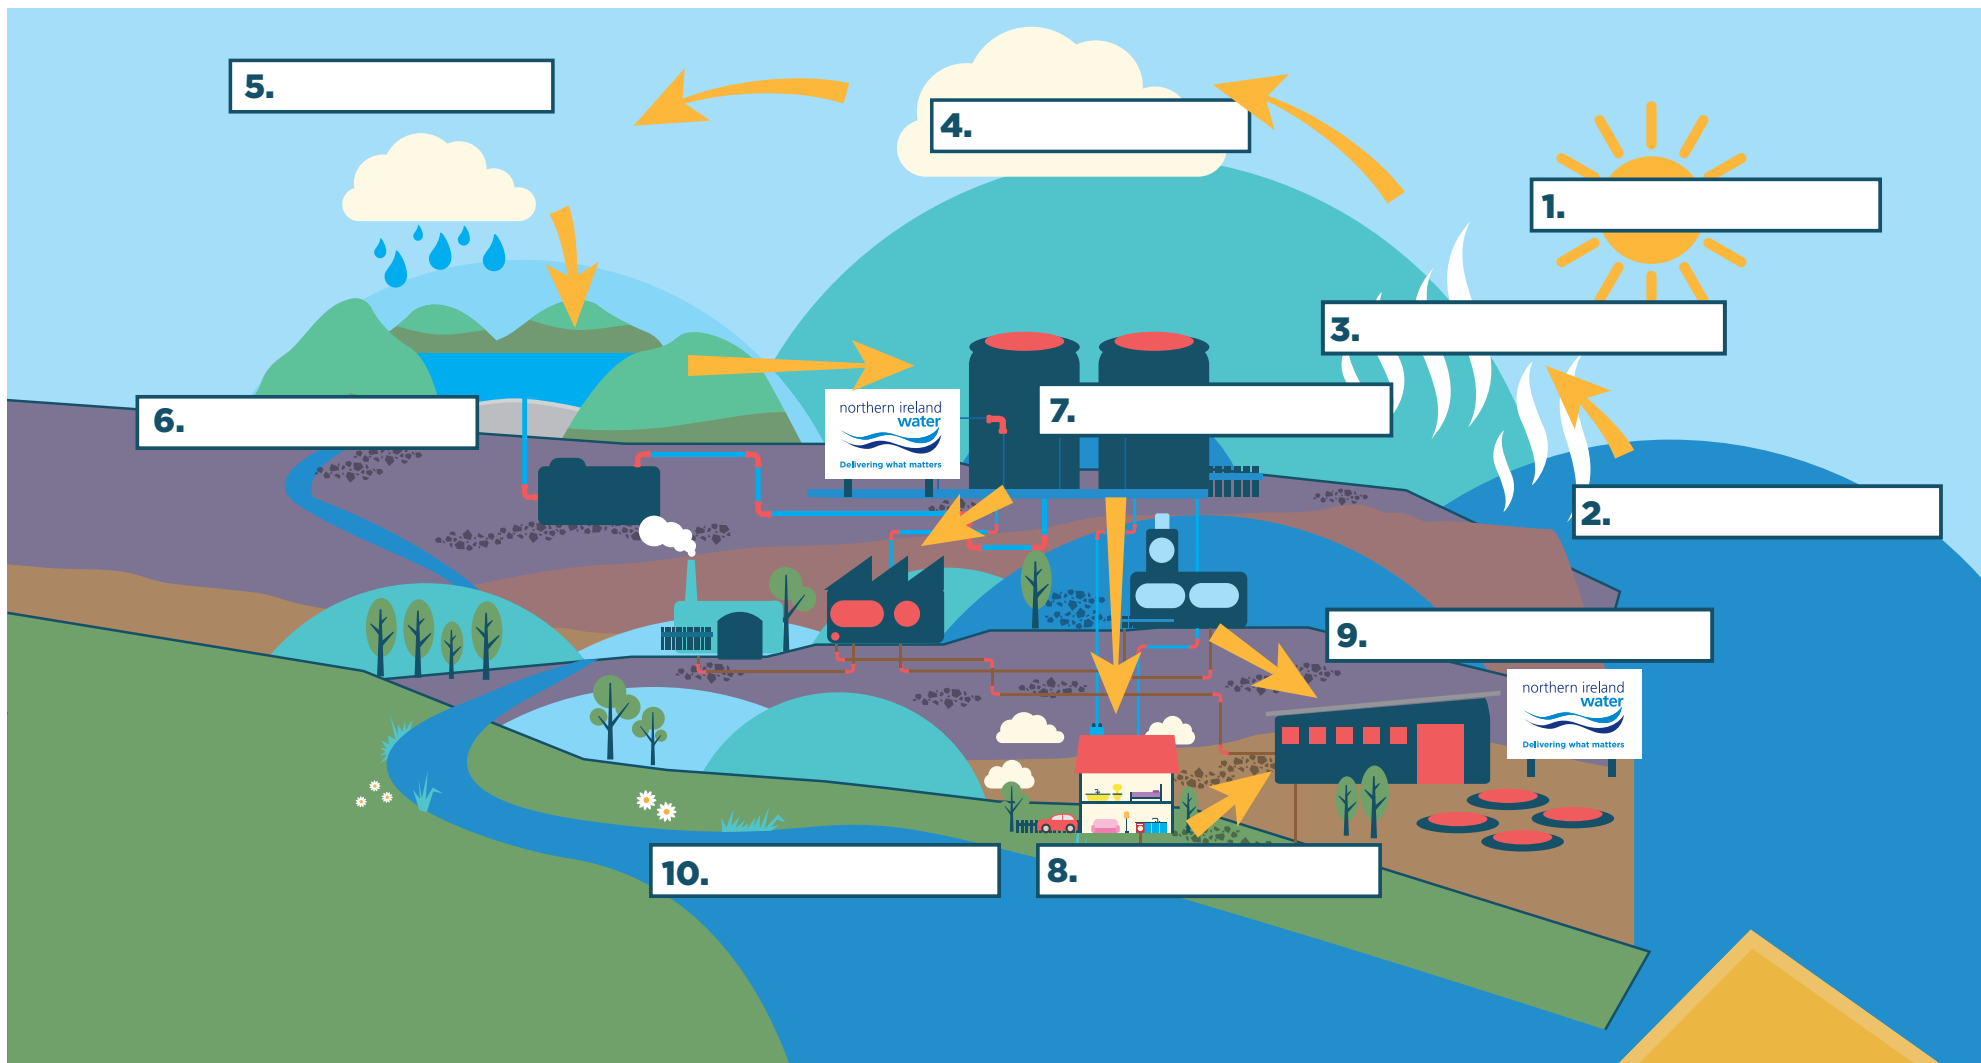 5.
4.
1.
3.
6.
7.
northern ireland
water
Delivering what matters
2.
9.
northern ireland
water
Delivering what matters
10.
8.